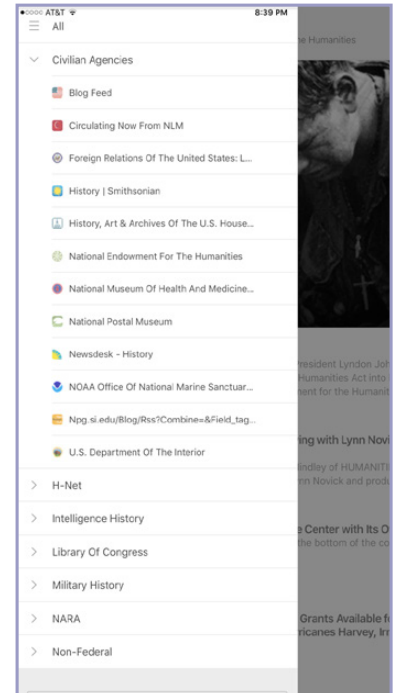 AT&T 8:39 PM
All
Civilian Agencies
Blog Feed
Circulating Now From NLM
Foreign Relations Of The United States: L...
History | Smithsonian
History, Art & Archives Of The U.S. House...
National Endowment For The Humanities
National Museum Of Health And Medicine...
National Postal Museum
Newsdesk - History
NOAA Office Of National Marine Sanctuar...
Npg.si.edu/Blog/Rss?Combine=&Field_tag...
U.S. Department Of The Interior
H-Net
Intelligence History
Library Of Congress
Military History
NARA
Non-Federal
e Humanities
President Lyndon Joh
Humanities Act into
ment for the Humanit
ing with Lynn Novi
indley of HUMANITI
nn Novick and produ
e Center with Its O
the bottom of the co
Grants Available fo
rricanes Harvey, Irr